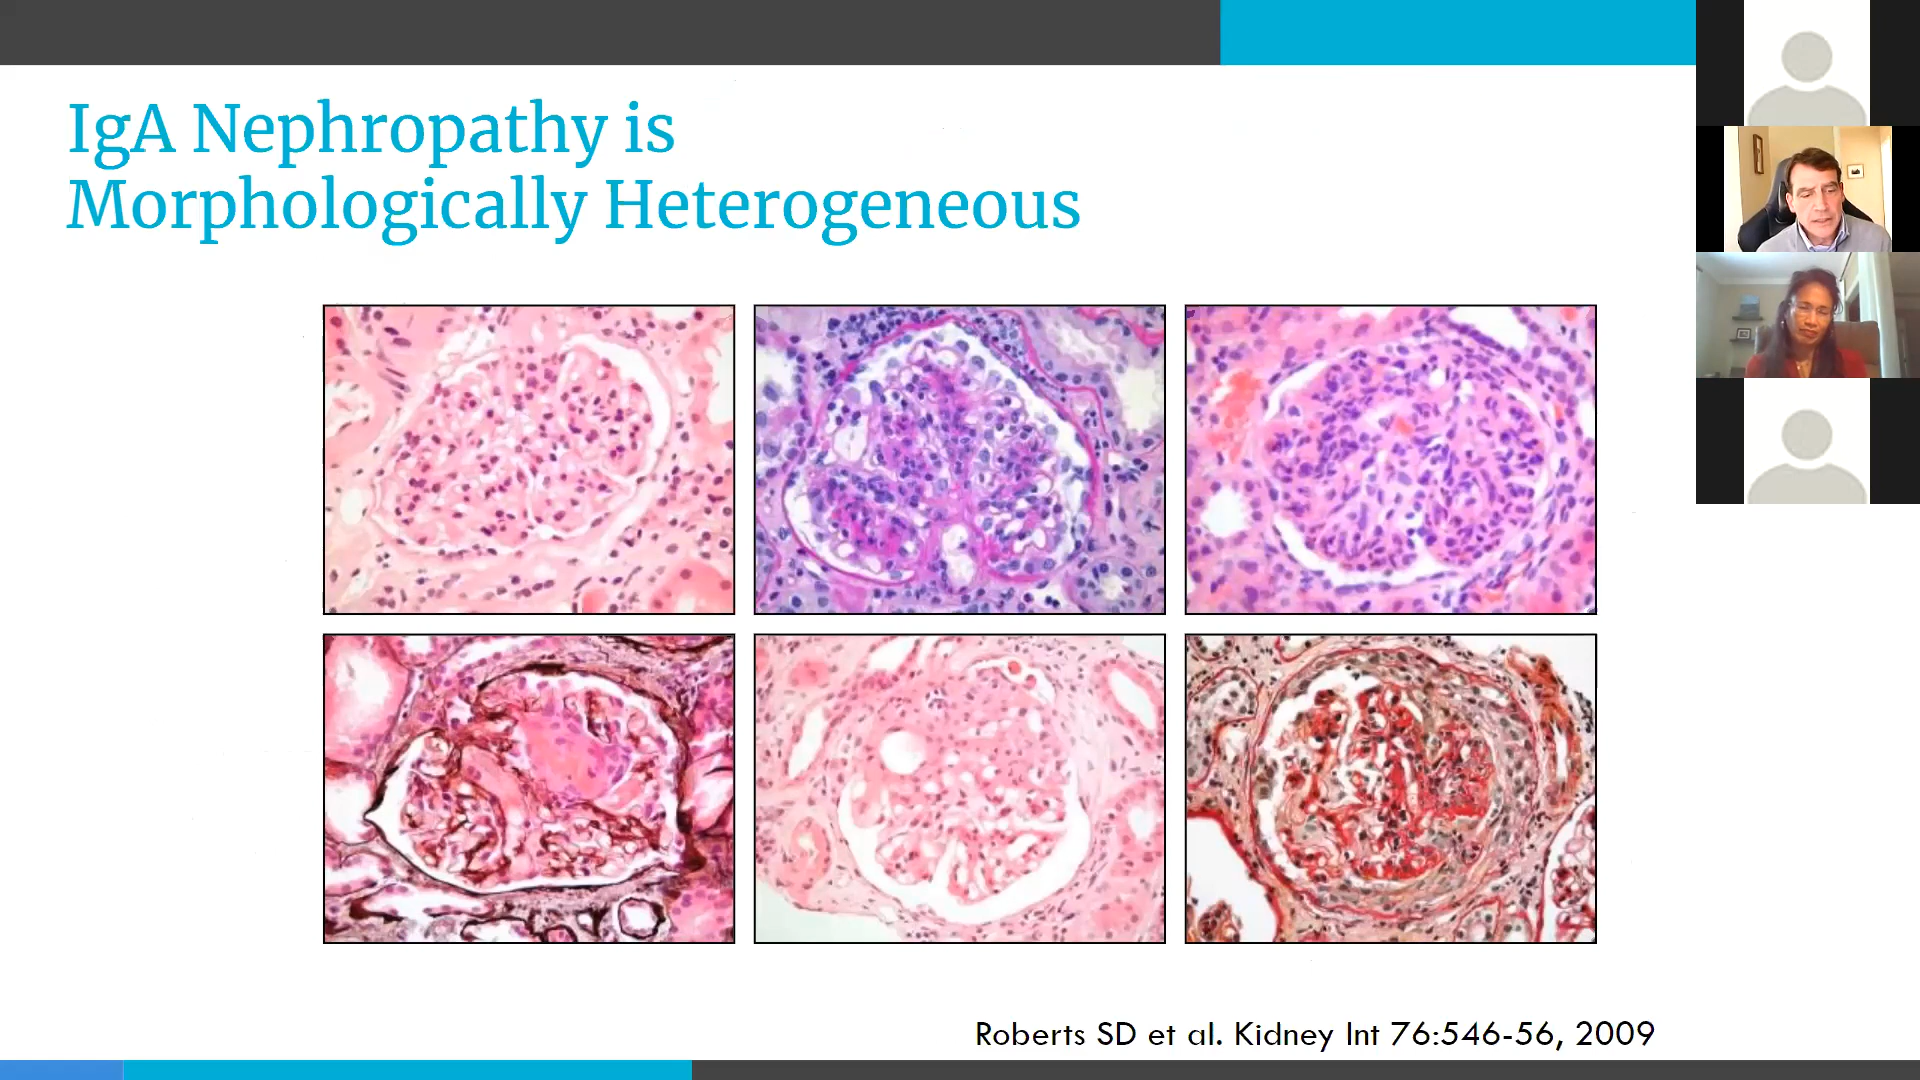 IgA Nephropathy is
Morphologically Heterogeneous
Roberts SD et al. Kidney Int 76:546-56, 2009